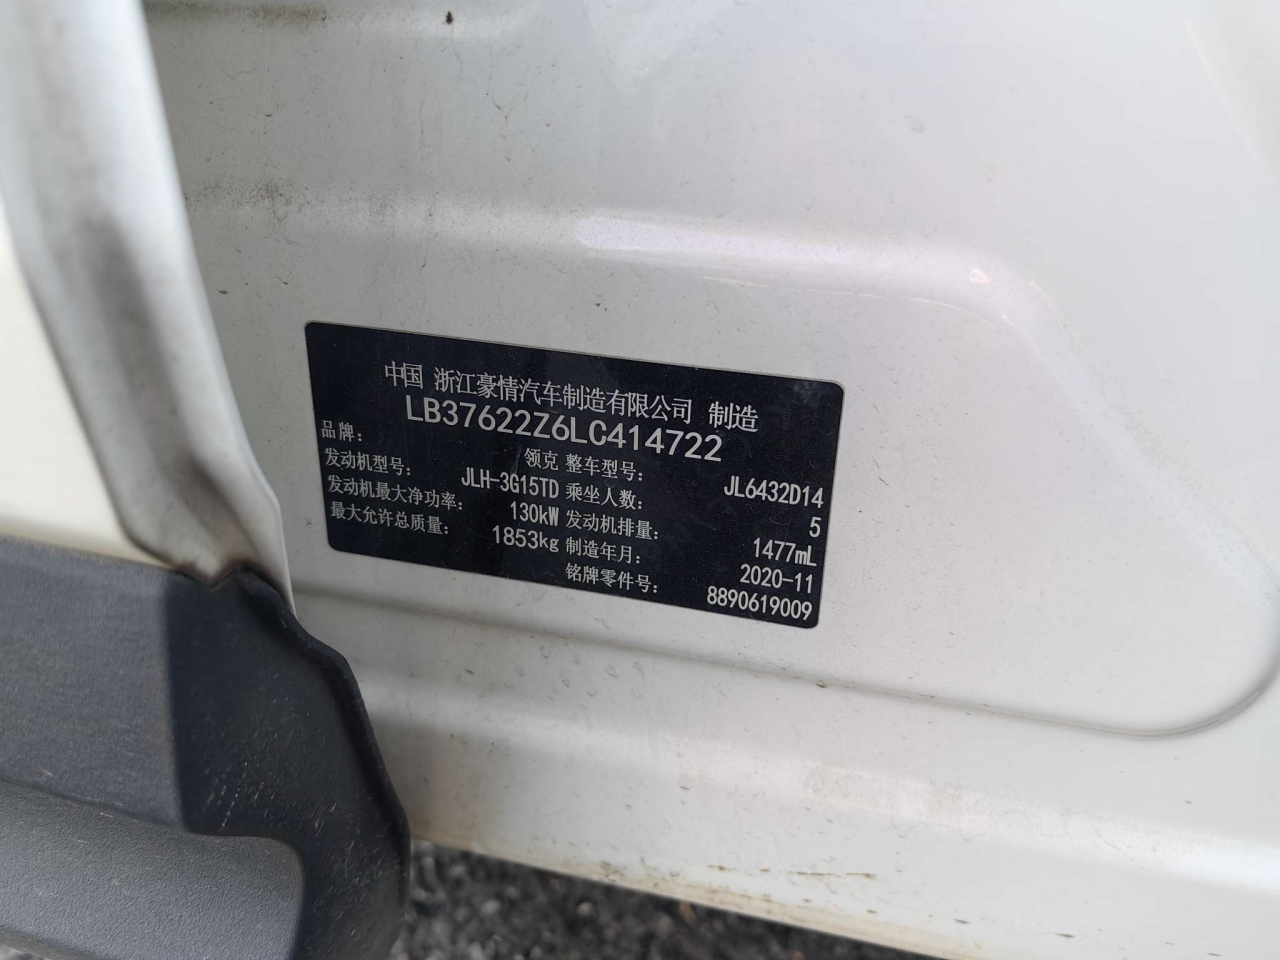 中国 浙江豪情汽车制造有限公司 制造
LB37622Z6LC414722
品牌： 领克 整车型号： JL6432D14
发动机型号： JLH-3G15TD 乘坐人数： 5
发动机最大净功率： 130kW 发动机排量： 1477mL
最大允许总质量： 1853kg 制造年月： 2020-11
铭牌零件号： 8890619009